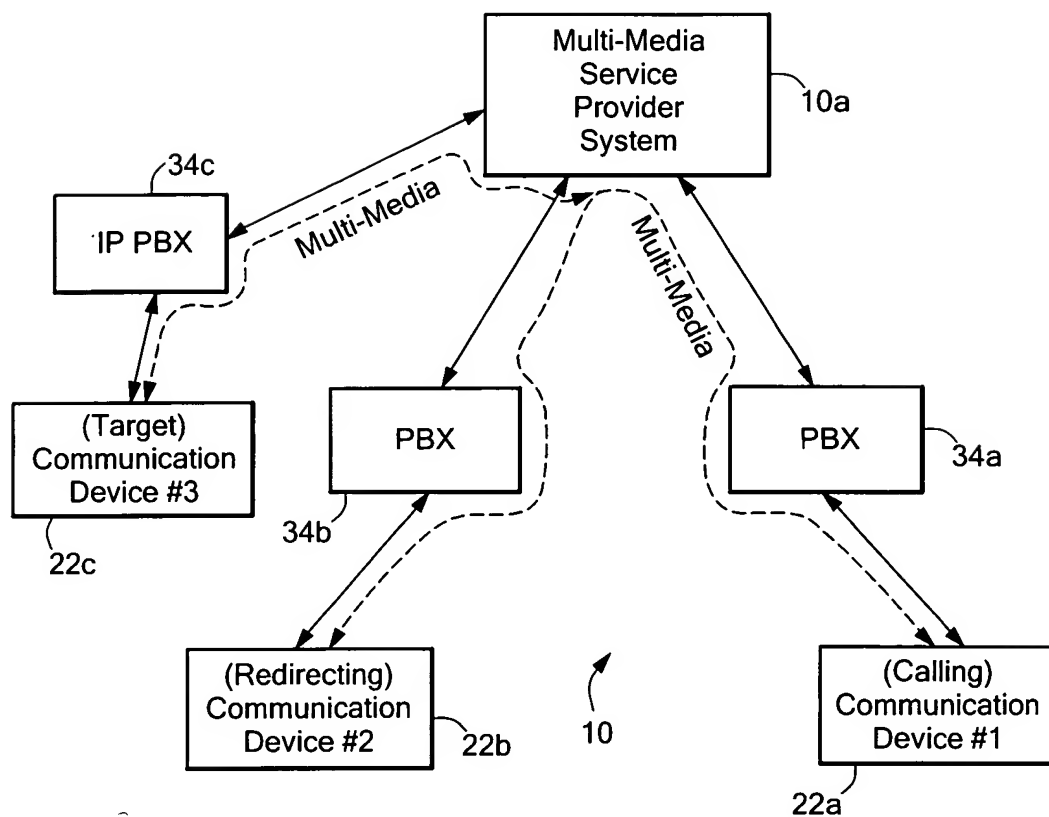 Multi-Media
Service
Provider
System
10a
34c
IP PBX
Multi-Media
Multi-Media
(Target)
Communication
Device #3
22c
PBX
34b
PBX
34a
(Redirecting)
Communication
Device #2
22b
10
(Calling)
Communication
Device #1
22a